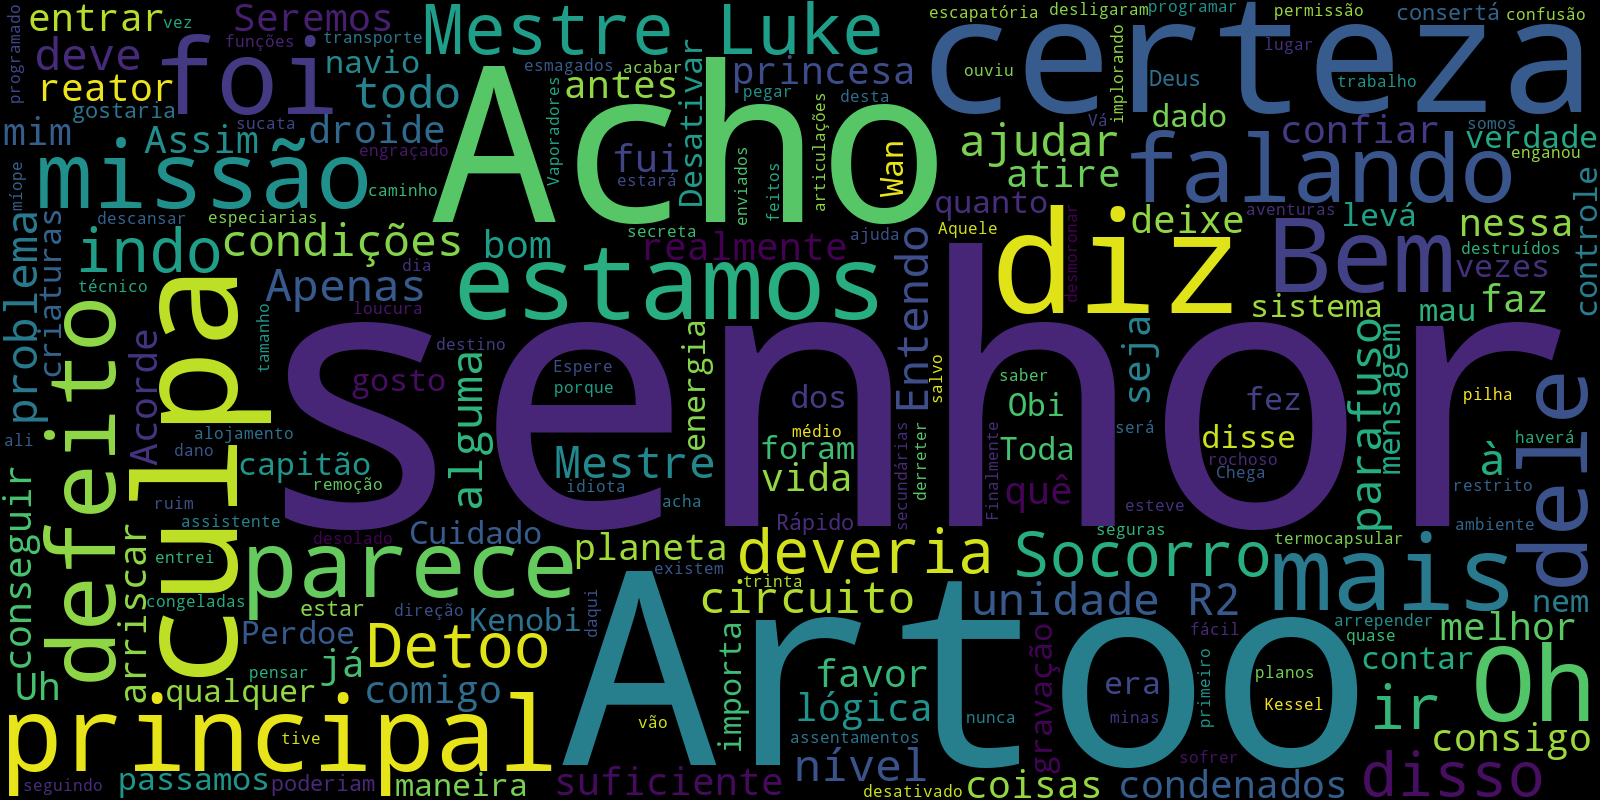 senhor
Artoo
Acho
certeza
culpa
diz
foi
principal
estamos
missão
falando
Bem
dele
mais
parece
defeito
Mestre Luke
Oh
Detoo
deveria
Socorro
indo
disso
ir
condições
Entendo
parafuso
problema
alguma
circuito
unidade
R2
nível
suficiente
condenados
coisas
consigo
entrar
Seremos
deve
reator
navio
todo
droide
Assim
mim
princesa
antes
Desativar
fui
Wan
ajudar
atire
confiar
dado
verdade
deixe
quanto
levá
nessa
vezes
controle
sistema
mau
faz
seja
mensagem
realmente
bom
Apenas
criaturas
Acorde
gosto
energia
Mestre
capitão
dos
foram
vida
Obi
Toda
quê
fez
disse
à
conseguir
arriscar
Cuidado
planeta
Kenobi
Perdoe
já
estar
comigo
qualquer
Uh
passamos
maneira
poderiam
importa
favor
lógica
gravação
era
melhor
contar
nem
programado
vez
funções
transporte
gostaria
sucata
engraçado
caminho
míope
descansar
especiarias
esmagados
acabar
Vaporadores
pegar
desta
articulações
enviados
feitos
estará
secreta
ajuda
escapatória
desligaram
programar
permissão
consertá
confusão
lugar
ouviu
Deus
implorando
trabalho
Vá
somos
enganou
Aquele
aventuras
desmoronar
destruídos
técnico
dia
loucura
tamanho
destino
Espere
porque
médio
salvo
saber
será
pilha
haverá
rochoso
Chega
restrito
ambiente
ali
alojamento
dano
remoção
ruim
assistente
desolado
entrei
congeladas
idiota
acha
Rápido
secundárias
derreter
Finalmente
esteve
seguras
termocapsular
existem
trinta
daqui
direção
pensar
tive
seguindo
vão
assentamentos
nunca
desativado
minas
primeiro
fácil
sofrer
planos
Kessel
arrepender
quase